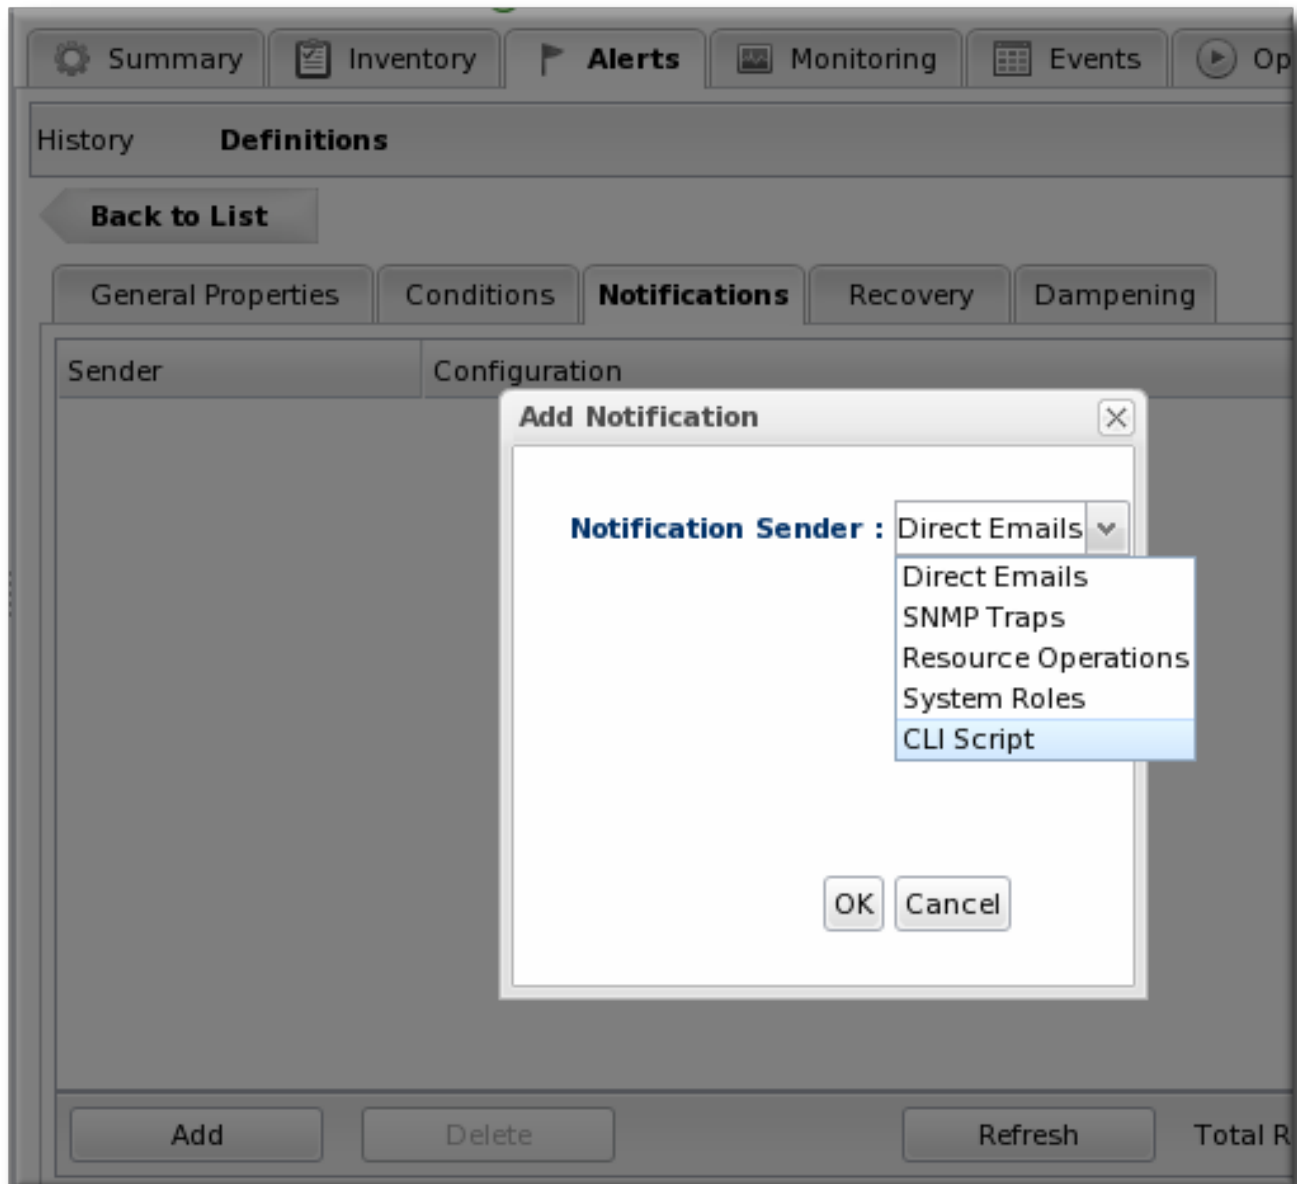 Summary Inventory Alerts Monitoring Events Op
History Definitions
Back to List
General Properties Conditions Notifications Recovery Dampening
Sender Configuration
Add Notification
Notification Sender : Direct Emails
Direct Emails
SNMP Traps
Resource Operations
System Roles
CLI Script
OK Cancel
Add Delete Refresh Total R